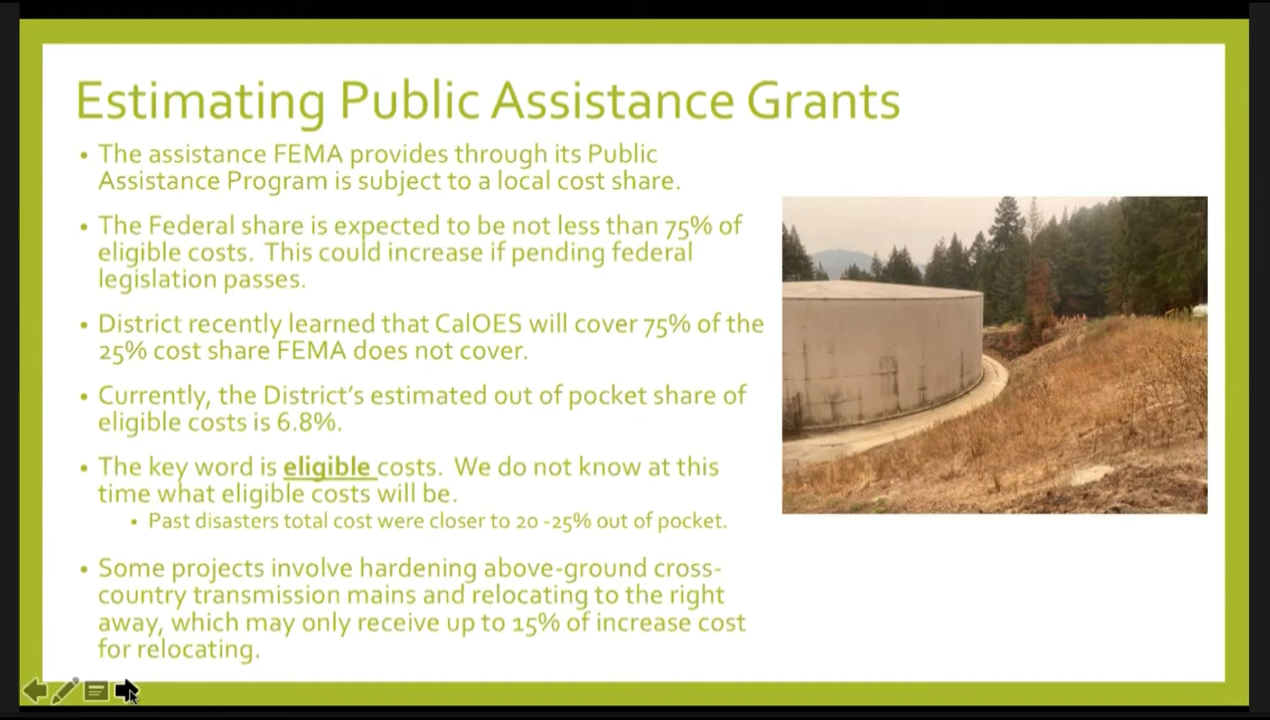 Estimating Public Assistance Grants
• The assistance FEMA provides through its Public
Assistance Program is subject to a local cost share.
• The Federal share is expected to be not less than 75% of
eligible costs.  This could increase if pending federal
legislation passes.
• District recently learned that CalOES will cover 75% of the
25% cost share FEMA does not cover.
• Currently, the District's estimated out of pocket share of
eligible costs is 6.8%.
• The key word is eligible costs.  We do not know at this
time what eligible costs will be.
• Past disasters total cost were closer to 20 -25% out of pocket.
• Some projects involve hardening above-ground cross-
country transmission mains and relocating to the right
away, which may only receive up to 15% of increase cost
for relocating.